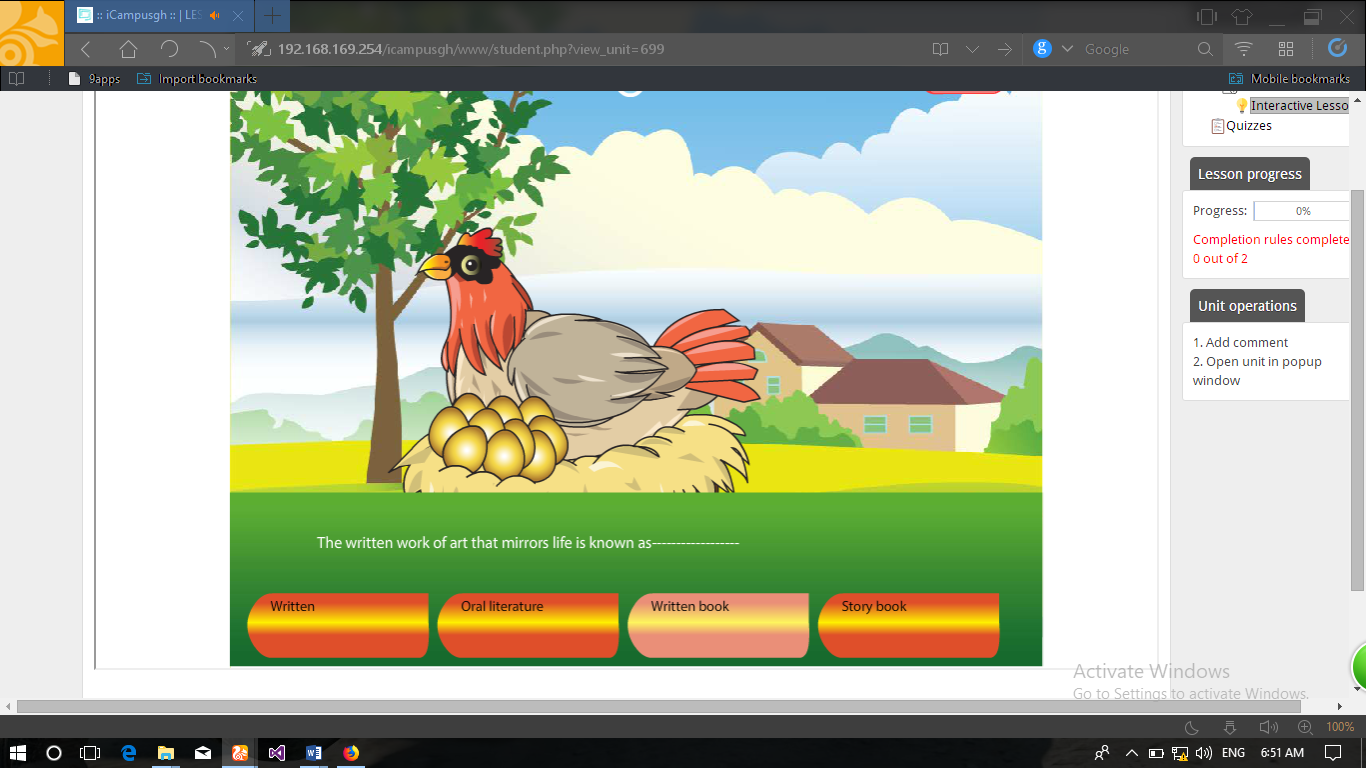 :: iCampusgh :: | LES
192.168.169.254/icampusgh/www/student.php?view_unit=699
g
Google
9apps
Import bookmarks
Mobile bookmarks
Interactive Lesso
Quizzes
Lesson progress
Progress:
0%
Completion rules complete
0 out of 2
Unit operations
1. Add comment
2. Open unit in popup
window
The written work of art that mirrors life is known as------------------
Written
Oral literature
Written book
Story book
Activate Windows
Go to Settings to activate Windows.
100%
ENG
6:51 AM